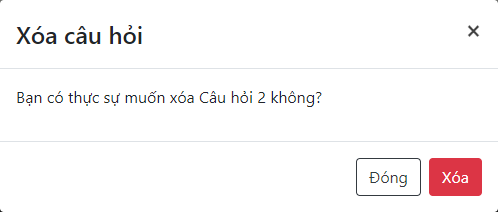 Xóa câu hỏi
×
Bạn có thực sự muốn xóa Câu hỏi 2 không?
Đóng
Xóa